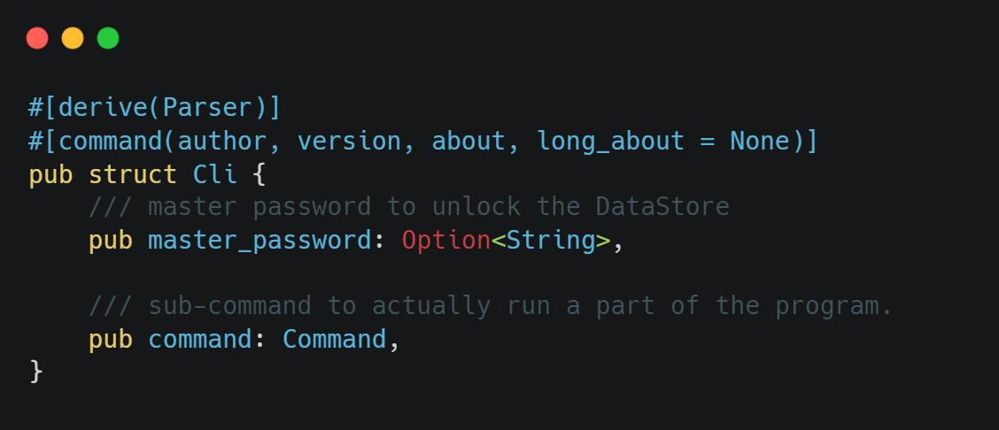 #[derive(Parser)]
#[command(author, version, about, long_about = None)]
pub struct Cli {
    /// master password to unlock the DataStore
    pub master_password: Option<String>,

    /// sub-command to actually run a part of the program.
    pub command: Command,
}